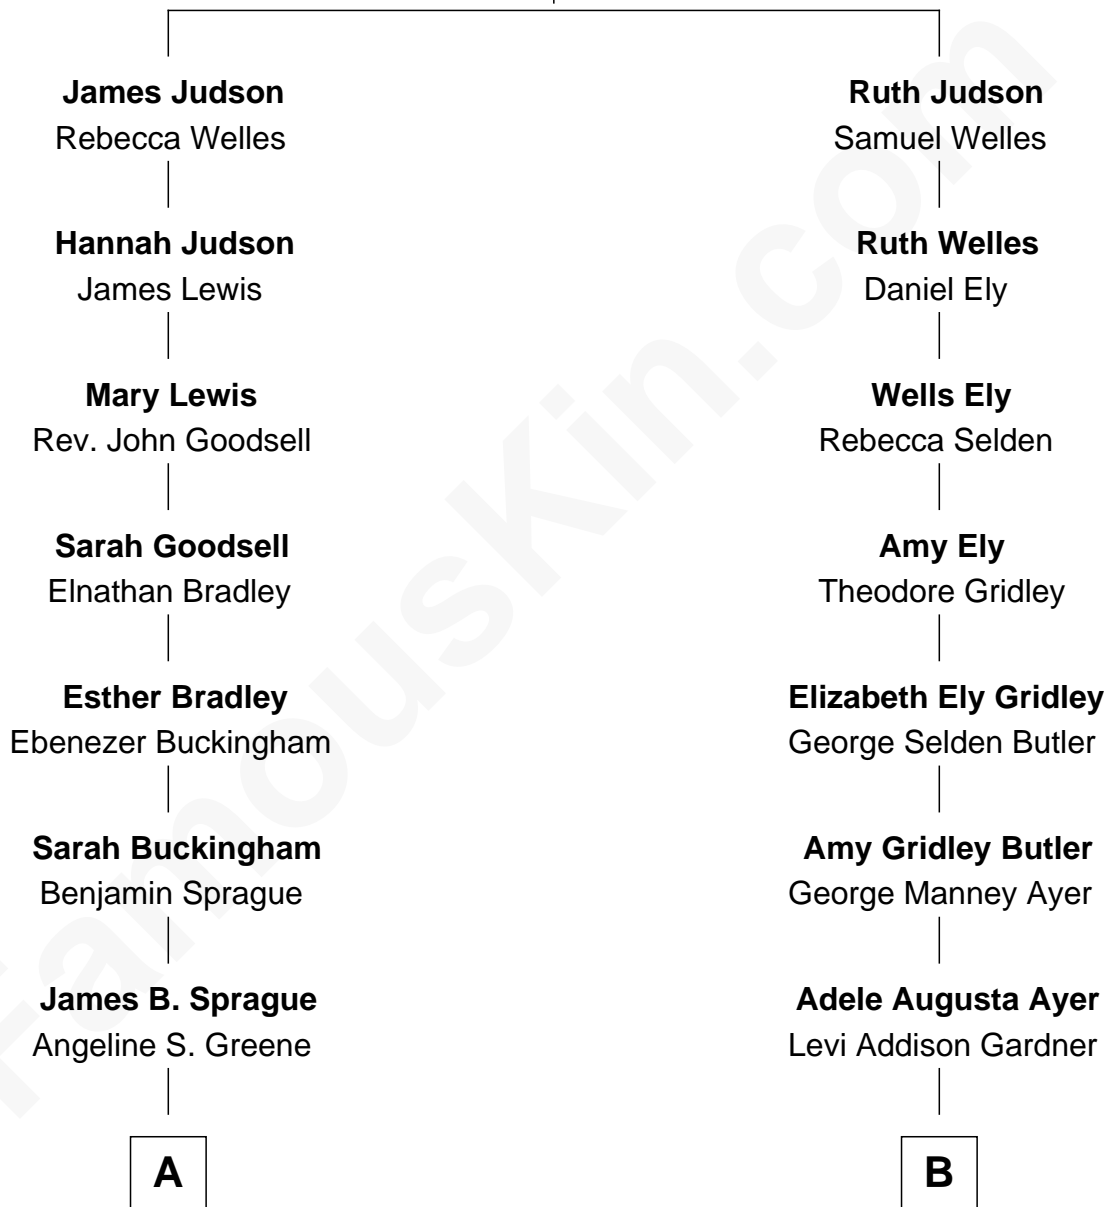 James Judson
Rebecca Welles
Hannah Judson
James Lewis
Mary Lewis
Rev. John Goodsell
Sarah Goodsell
Elnathan Bradley
Esther Bradley
Ebenezer Buckingham
Sarah Buckingham
Benjamin Sprague
James B. Sprague
Angeline S. Greene
A
Ruth Judson
Samuel Welles
Ruth Welles
Daniel Ely
Wells Ely
Rebecca Selden
Amy Ely
Theodore Gridley
Elizabeth Ely Gridley
George Selden Butler
Amy Gridley Butler
George Manney Ayer
Adele Augusta Ayer
Levi Addison Gardner
B
FamousKin.com